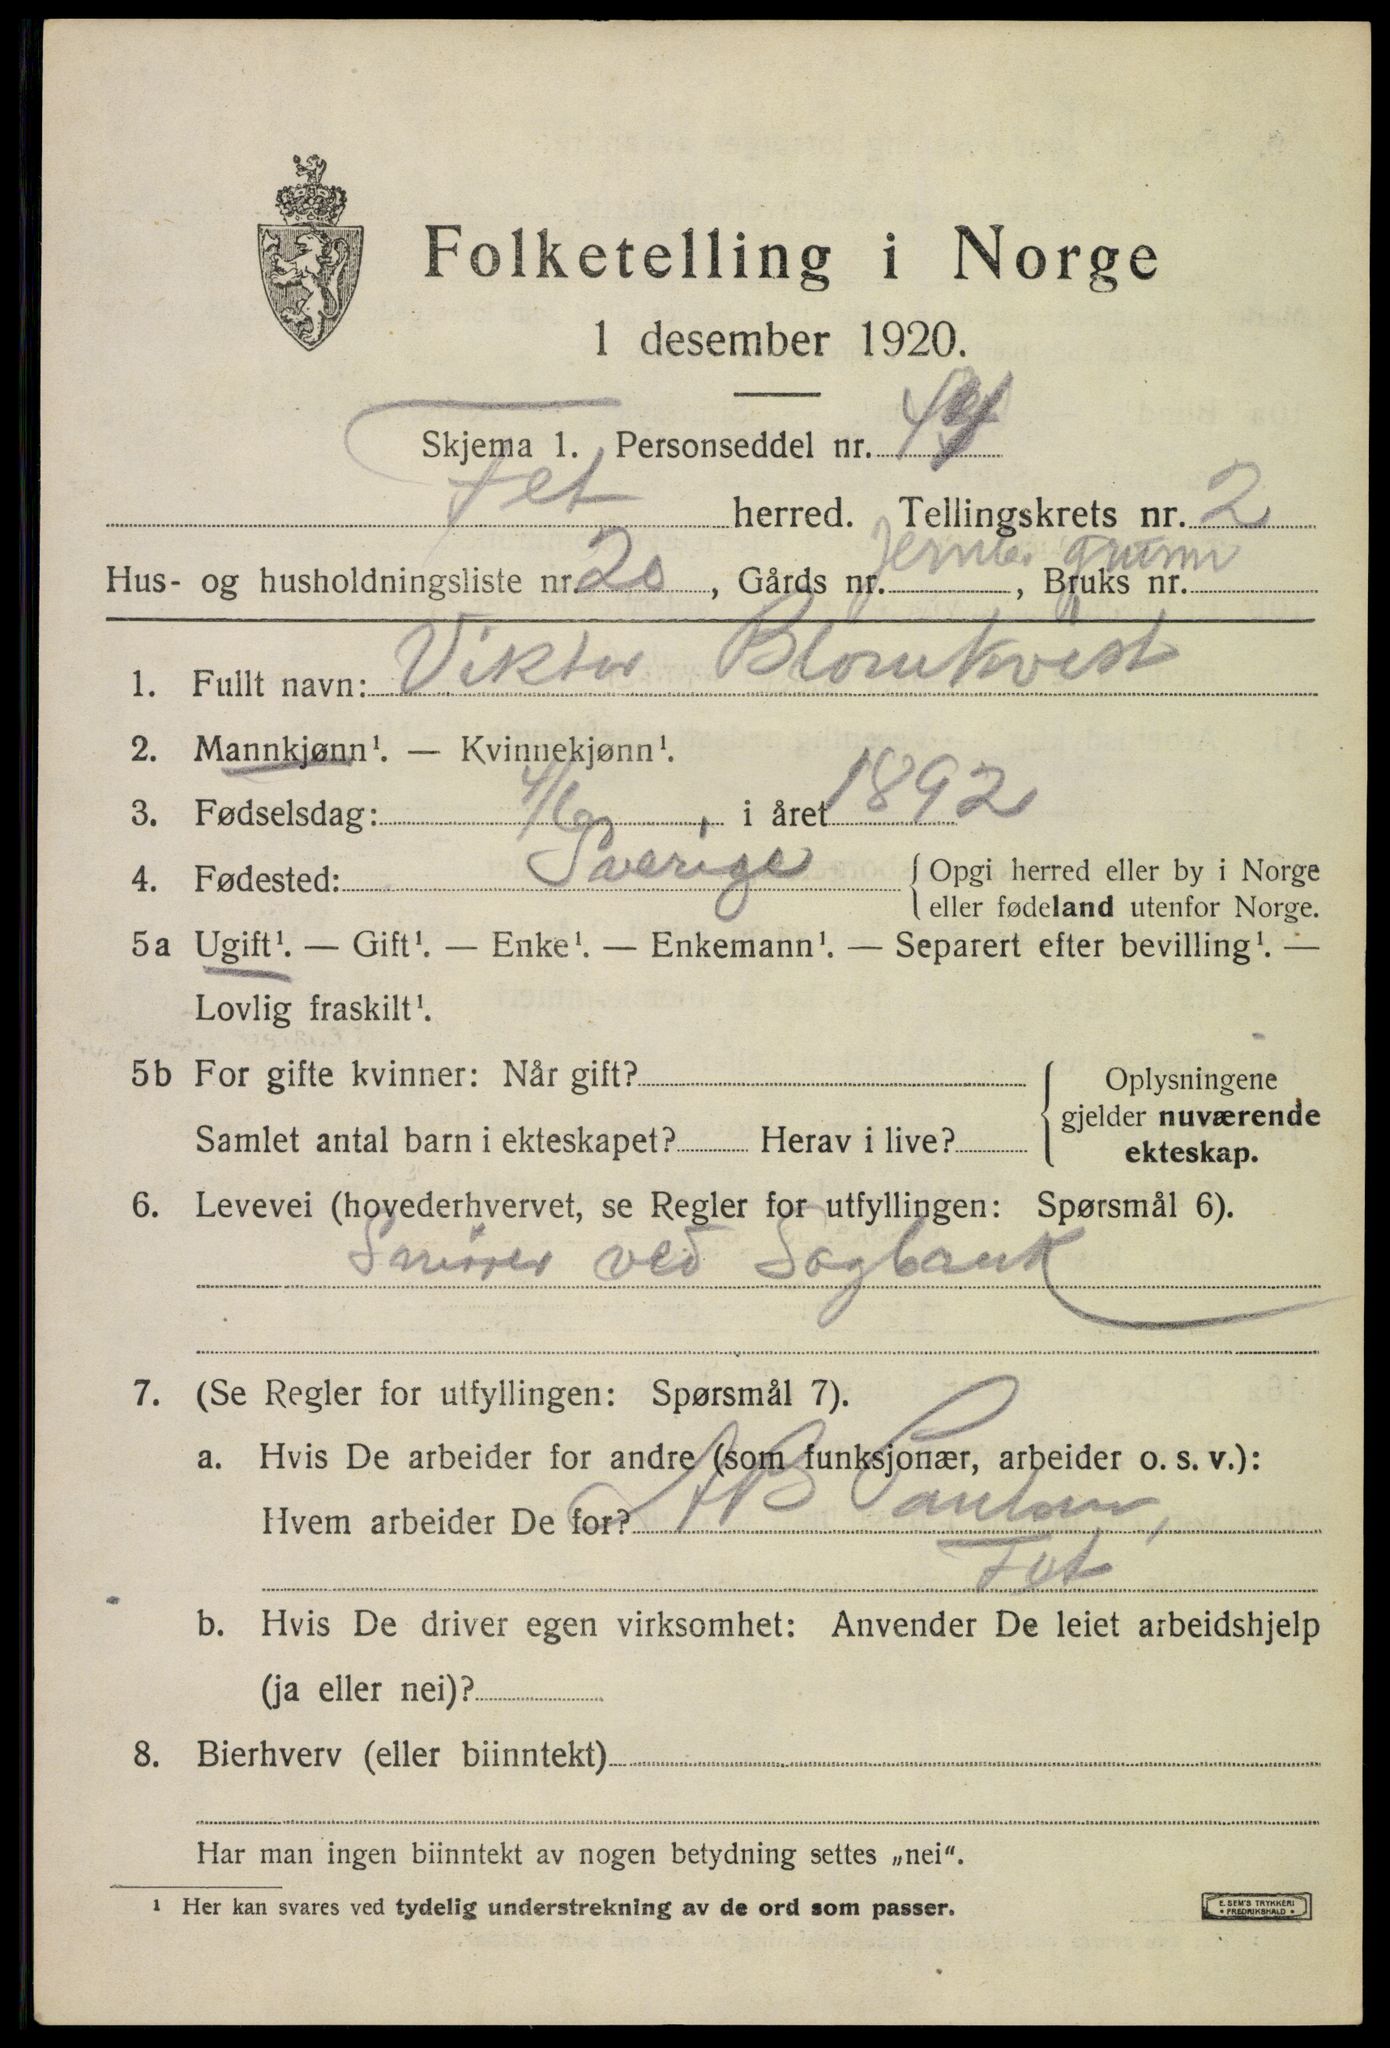 Folketelling i Norge
1 desember 1920.
Skjema 1. Personseddel nr.
Fet herred. Tellingskrets nr. 2
Hus- og husholdningsliste nr. 20, Gårds nr. Jernb. grunn, Bruks nr.
1. Fullt navn: Viktor Blomkvist
2. Mannkjønn¹. — Kvinnekjønn¹.
3. Fødselsdag: 4/6, i året 1892
4. Fødested: Sverige { Opgi herred eller by i Norge
eller fødeland utenfor Norge.
5a Ugift¹. — Gift¹. — Enke¹. — Enkemann¹. — Separert efter bevilling¹. —
Lovlig fraskilt¹.
5b For gifte kvinner: Når gift? { Oplysningene
gjelder nuværende
Samlet antal barn i ekteskapet? Herav i live?
ekteskap.
6. Levevei (hovederhvervet, se Regler for utfyllingen: Spørsmål 6).
Smører ved Sagbruk
7. (Se Regler for utfyllingen: Spørsmål 7).
a. Hvis De arbeider for andre (som funksjonær, arbeider o. s. v.):
Hvem arbeider De for? AB Paulsen,
Fet
b. Hvis De driver egen virksomhet: Anvender De leiet arbeidshjelp
(ja eller nei)?
8. Bierhverv (eller biinntekt)
Har man ingen biinntekt av nogen betydning settes „nei“.
¹ Her kan svares ved tydelig understrekning av de ord som passer.
E. SEM'S TRYKKERI
• FREDRIKSHALD •